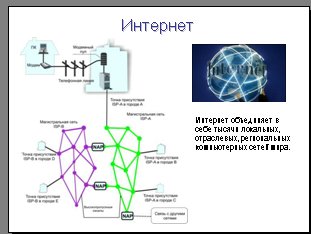 Интернет
ПК
Модемный
пул
Модем
Телефонная линия
Точка присутствия
ISP-A в городе A
Магистральная сеть
ISP-B
Магистральная сеть
ISP-A
Интернет объединяет в
себе тысячи локальных,
отраслевых, региональных
компьютерных сетей мира.
NAP
Точка присутствия
ISP-B в городе D
Точка присутствия
ISP-A в городе B
NAP
Точка присутствия
ISP-B в городе E
Точка присутствия
ISP-A в городе C
Высокоскоростные
каналы
NAP
Связь с другими
сетями